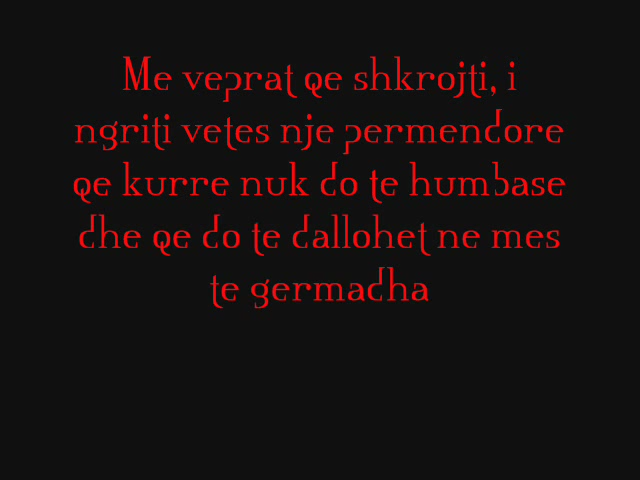 Me veprat qe shkrojti, i
ngriti vetes nje permendore
qe kurre nuk do te humbase
dhe qe do te dallohet ne mes
te germadha